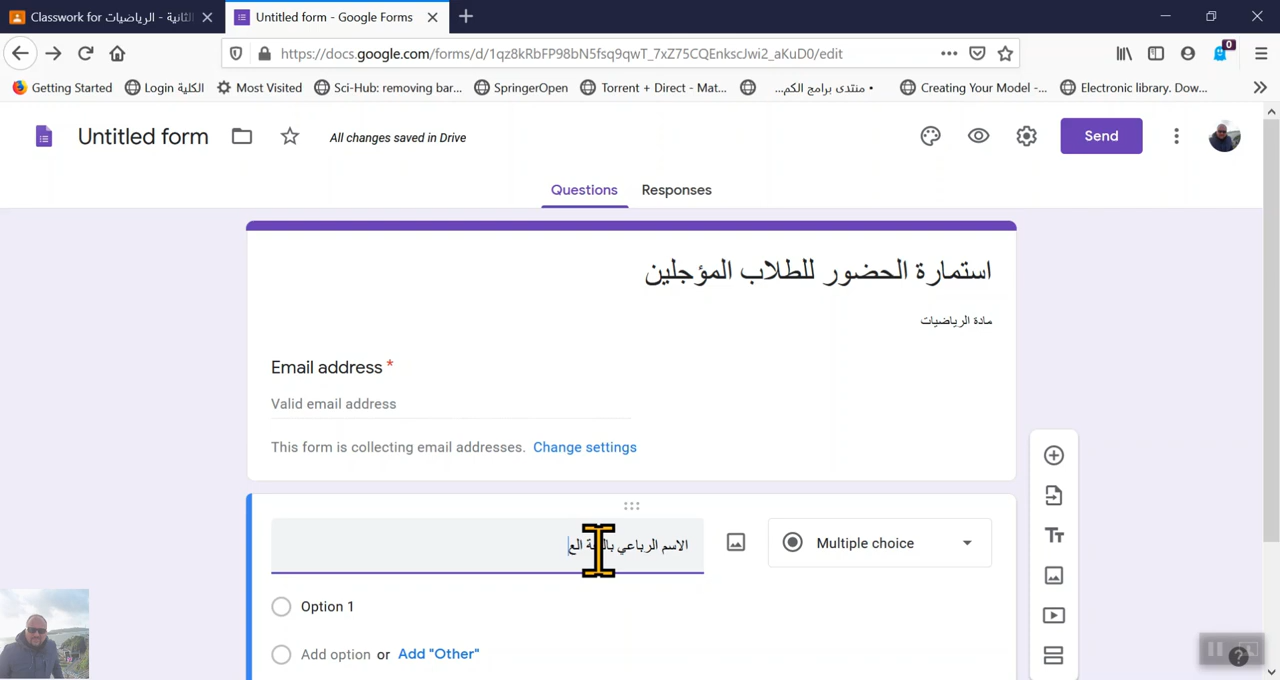 Classwork for الثانية - الرياضيات
Untitled form - Google Forms
https://docs.google.com/forms/d/1qz8kRbFP98bN5fsq9qwT_7xZ75CQEnkscJwi2_aKuD0/edit
0
Getting Started
Login الكلية
Most Visited
Sci-Hub: removing bar...
SpringerOpen
Torrent + Direct - Mat...
• منتدى برامج الكم...
Creating Your Model -...
Electronic library. Dow...
Untitled form
All changes saved in Drive
Send
Questions
Responses
استمارة الحضور للطلاب المؤجلين
مادة الرياضيات
Email address *
Valid email address
This form is collecting email addresses. Change settings
الاسم الرباعي الع
Multiple choice
Option 1
Add option or Add "Other"